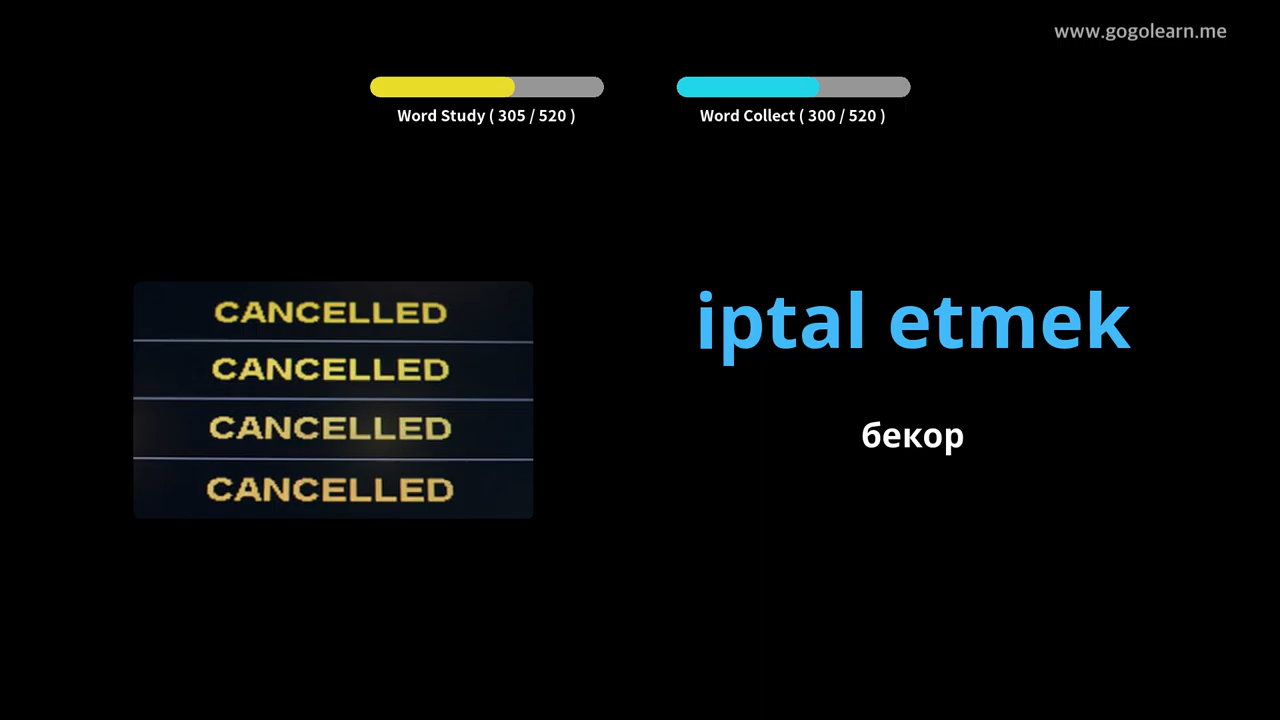 www.gogolearn.me
Word Study ( 305 / 520 )
Word Collect ( 300 / 520 )
CANCELLED
CANCELLED
CANCELLED
CANCELLED
iptal etmek
бекор